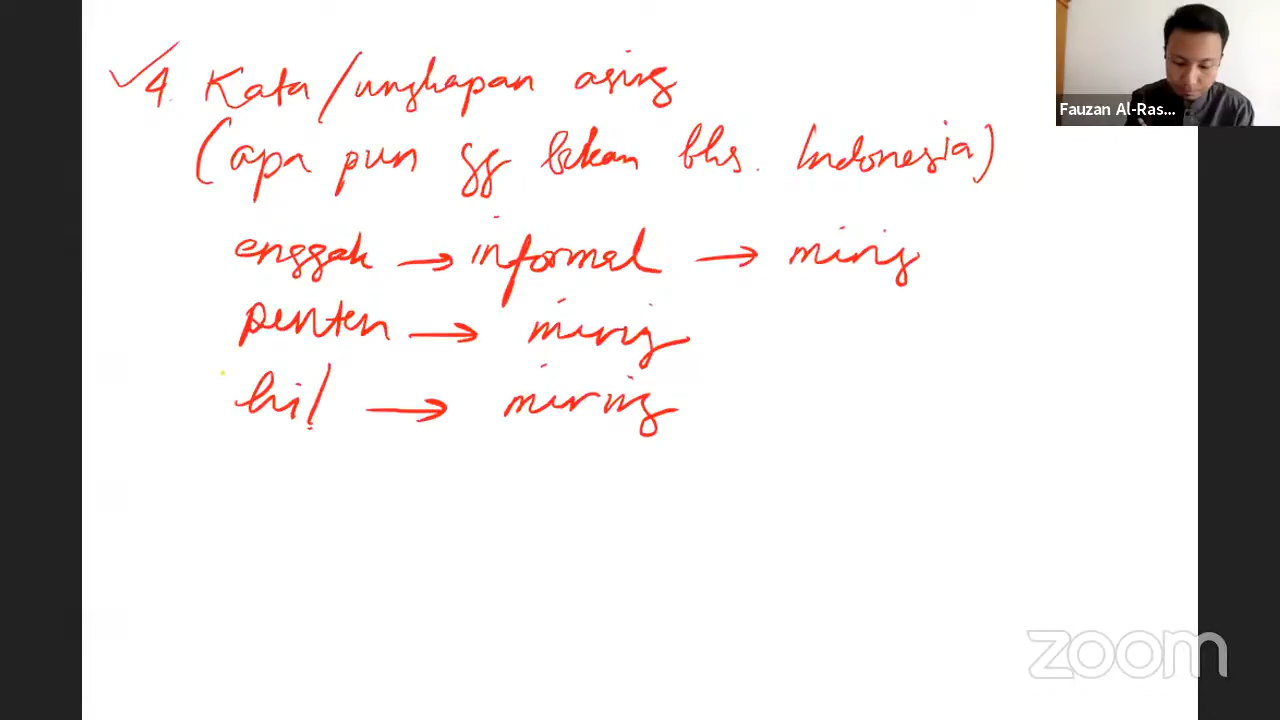 ✓4. Kata/ungkapan asing
(apa pun yg bukan bhs. Indonesia)
enggak → informal → miring
penten → miring
hi! → miring
Fauzan Al-Ras...
zoom